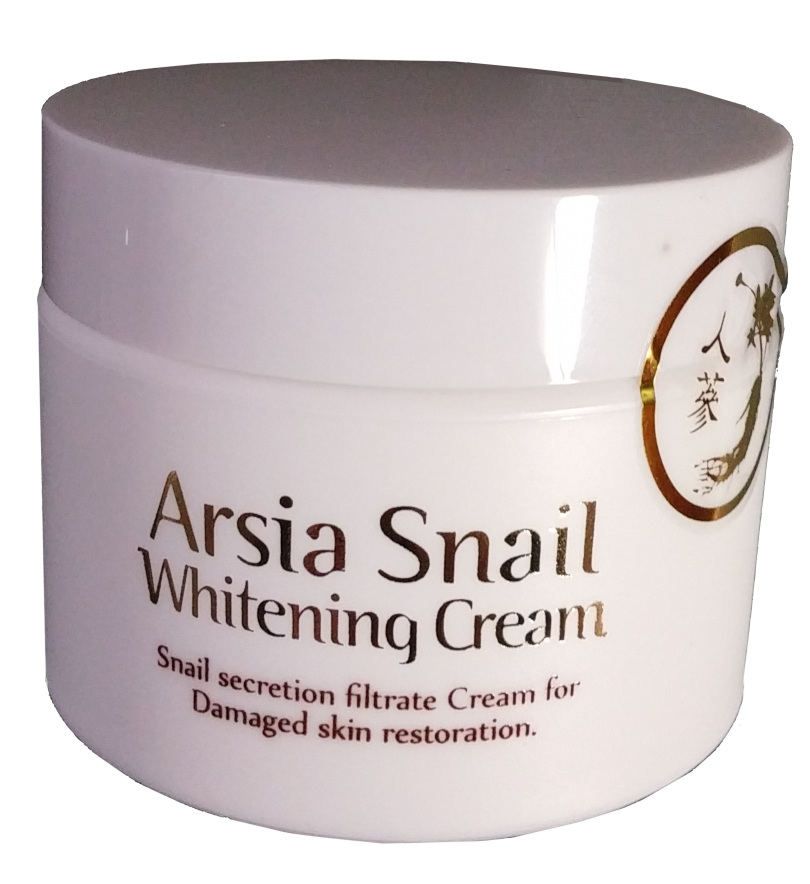 人
蔘
Arsia Snail
Whitening Cream
Snail secretion filtrate Cream for
Damaged skin restoration.